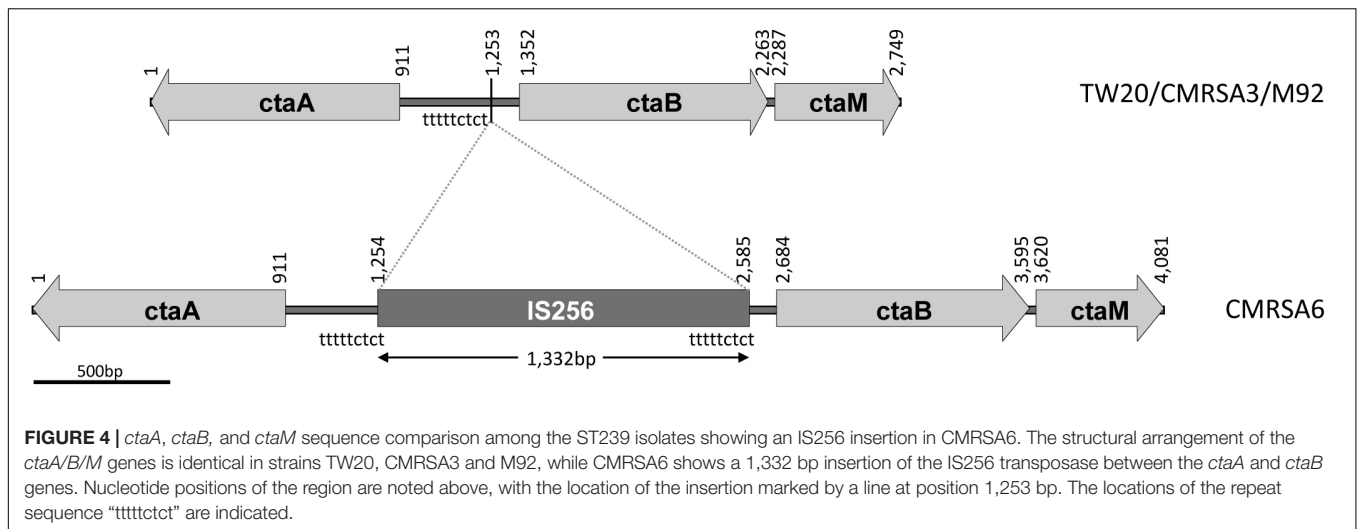 1
911
1,253
1,352
2,263
2,287
2,749
ctaA
ctaB
ctaM
TW20/CMRSA3/M92
tttttctct
1
911
1,254
2,585
2,684
3,595
3,620
4,081
ctaA
IS256
ctaB
ctaM
CMRSA6
tttttctct
tttttctct
1,332bp
500bp
FIGURE 4 | ctaA, ctaB, and ctaM sequence comparison among the ST239 isolates showing an IS256 insertion in CMRSA6. The structural arrangement of the
ctaA/B/M genes is identical in strains TW20, CMRSA3 and M92, while CMRSA6 shows a 1,332 bp insertion of the IS256 transposase between the ctaA and ctaB
genes. Nucleotide positions of the region are noted above, with the location of the insertion marked by a line at position 1,253 bp. The locations of the repeat
sequence “tttttctct” are indicated.